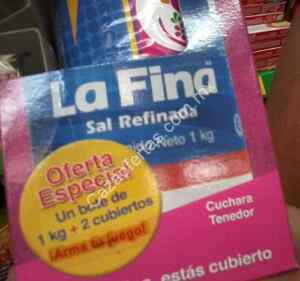 La Fina
Sal Refinada
Neto 1 kg
Oferta
Especial
Un bote de
1 kg + 2 cubiertos
¡Arma tu juego!
Cuchara
Tenedor
estás cubierto